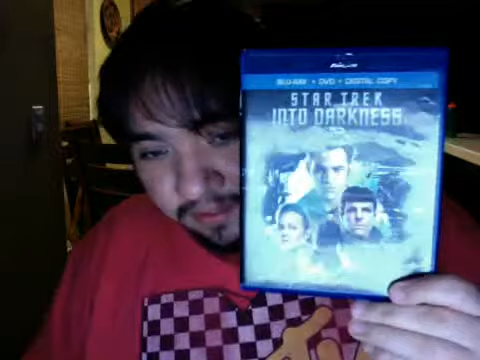 BLU-RAY + DVD + DIGITAL COPY
STAR TREK
INTO DARKNESS